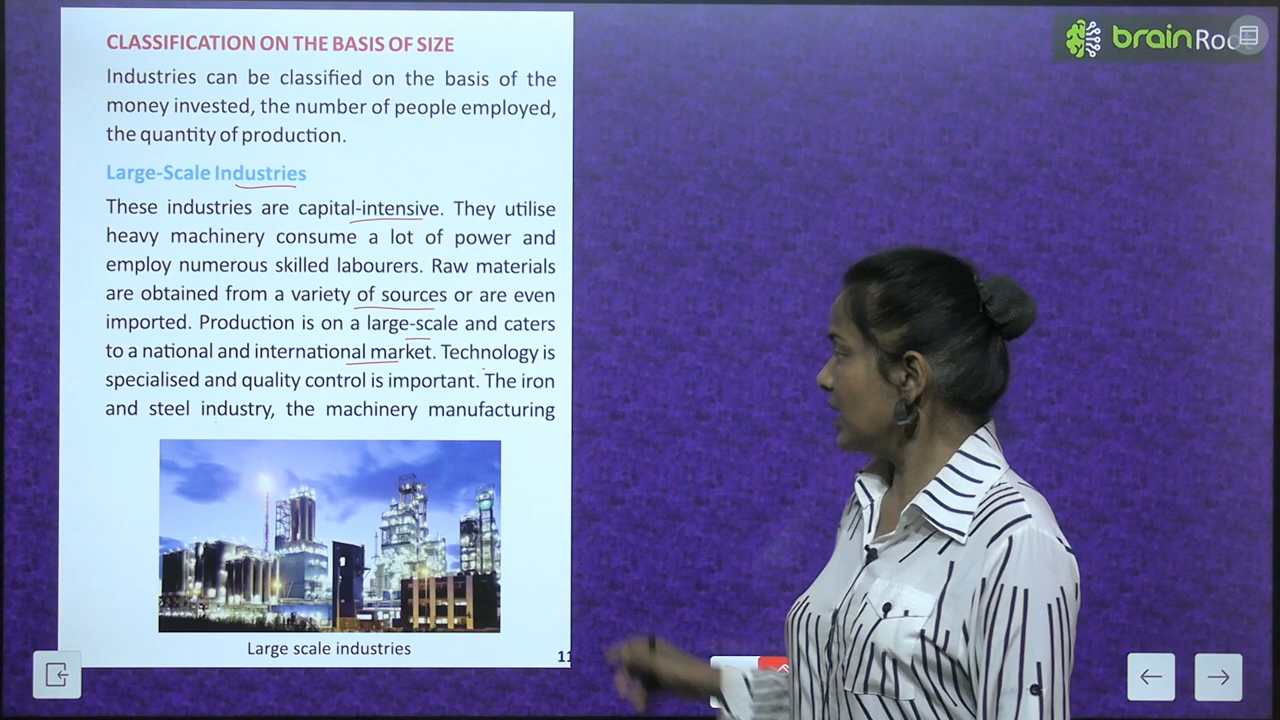 CLASSIFICATION ON THE BASIS OF SIZE
Industries can be classified on the basis of the
money invested, the number of people employed,
the quantity of production.
Large-Scale Industries
These industries are capital-intensive. They utilise
heavy machinery consume a lot of power and
employ numerous skilled labourers. Raw materials
are obtained from a variety of sources or are even
imported. Production is on a large-scale and caters
to a national and international market. Technology is
specialised and quality control is important. The iron
and steel industry, the machinery manufacturing
Large scale industries
brain